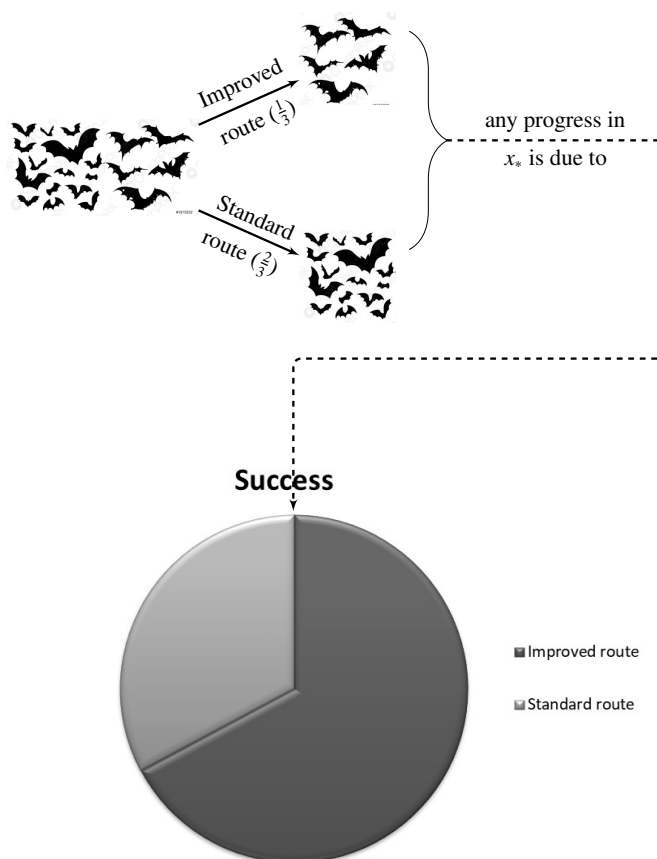 Improved
route (1/3)
any progress in
x* is due to
Standard
route (2/3)
Success
Improved route
Standard route